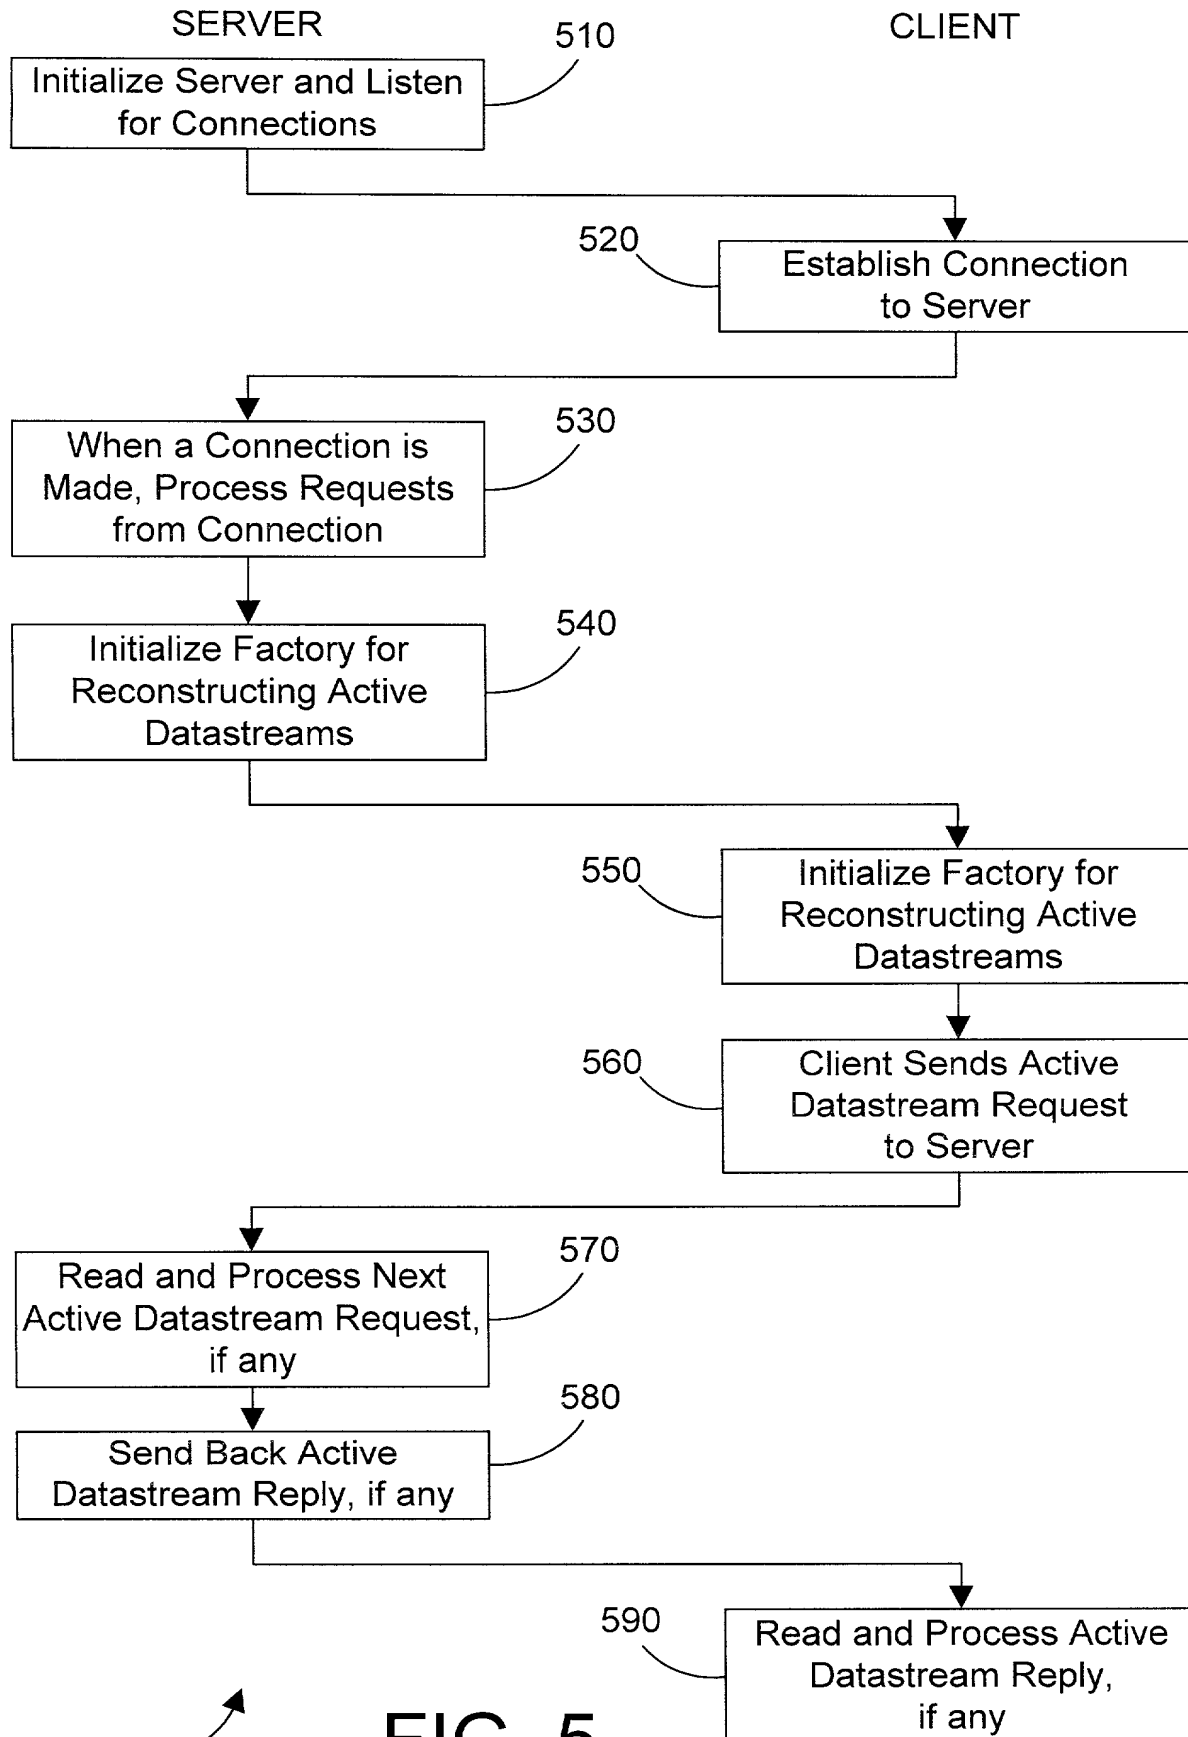 SERVER
CLIENT
510
Initialize Server and Listen
for Connections
520
Establish Connection
to Server
530
When a Connection is
Made, Process Requests
from Connection
540
Initialize Factory for
Reconstructing Active
Datastreams
550
Initialize Factory for
Reconstructing Active
Datastreams
560
Client Sends Active
Datastream Request
to Server
570
Read and Process Next
Active Datastream Request,
if any
580
Send Back Active
Datastream Reply, if any
590
Read and Process Active
Datastream Reply,
if any
FIG. 5